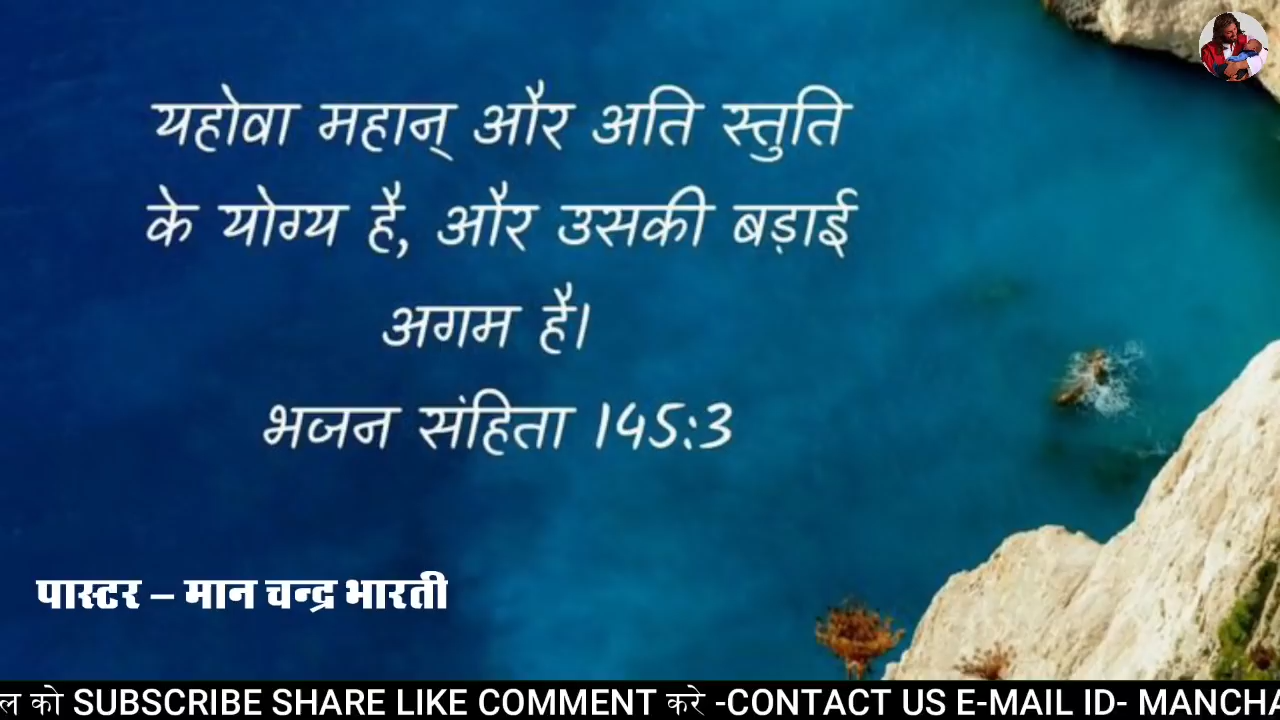 यहोवा महान् और अति स्तुति
के योग्य है, और उसकी बड़ाई
अगम है।
भजन संहिता 145:3
पास्टर – मान चन्द्र भारती
ल को SUBSCRIBE SHARE LIKE COMMENT करे -CONTACT US E-MAIL ID- MANCHA